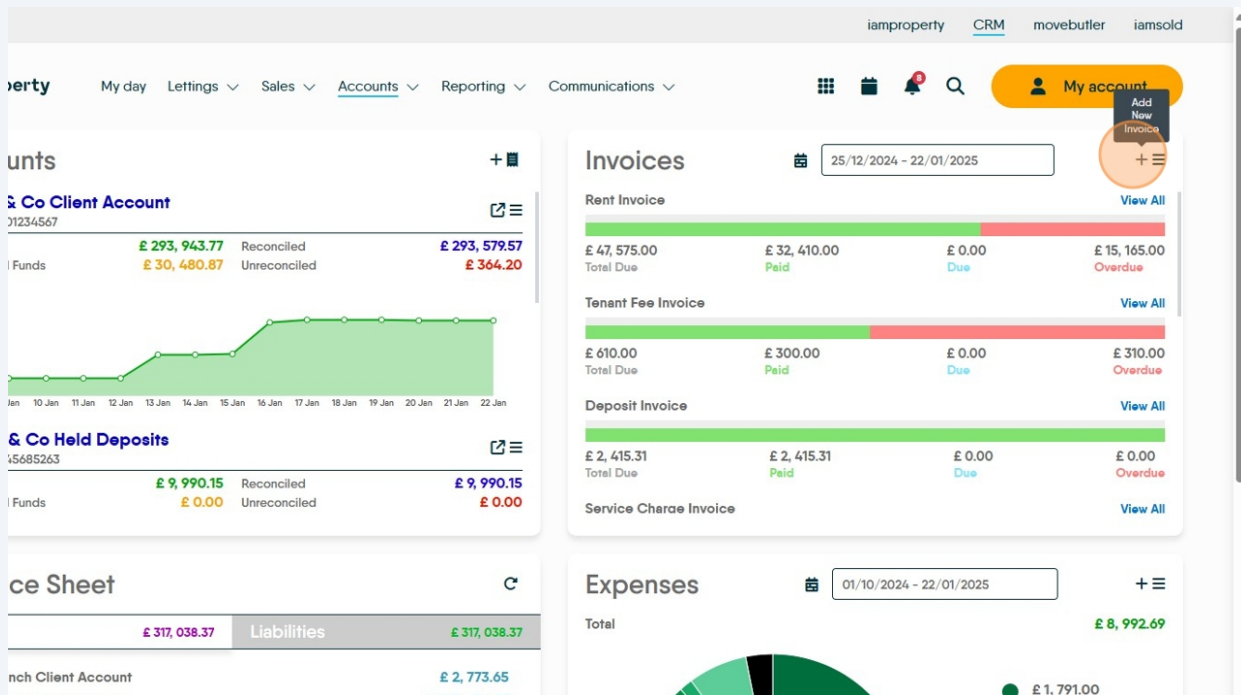 iamproperty CRM movebutler iamsold
perty My day Lettings Sales Accounts Reporting Communications 8 My account
Add
New
Invoice
unts
& Co Client Account
01234567
£ 293, 943.77 Reconciled £ 293, 579.57
Funds £ 30, 480.87 Unreconciled £ 364.20
Jan 10 Jan 11 Jan 12 Jan 13 Jan 14 Jan 15 Jan 16 Jan 17 Jan 18 Jan 19 Jan 20 Jan 21 Jan 22 Jan
& Co Held Deposits
45685263
£ 9, 990.15 Reconciled £ 9, 990.15
Funds £ 0.00 Unreconciled £ 0.00
Invoices 25/12/2024 - 22/01/2025
Rent Invoice View All
£ 47, 575.00 £ 32, 410.00 £ 0.00 £ 15, 165.00
Total Due Paid Due Overdue
Tenant Fee Invoice View All
£ 610.00 £ 300.00 £ 0.00 £ 310.00
Total Due Paid Due Overdue
Deposit Invoice View All
£ 2, 415.31 £ 2, 415.31 £ 0.00 £ 0.00
Total Due Paid Due Overdue
Service Charge Invoice View All
ce Sheet
£ 317, 038.37 Liabilities £ 317, 038.37
nch Client Account £ 2, 773.65
Expenses 01/10/2024 - 22/01/2025
Total £ 8, 992.69
£ 1, 791.00